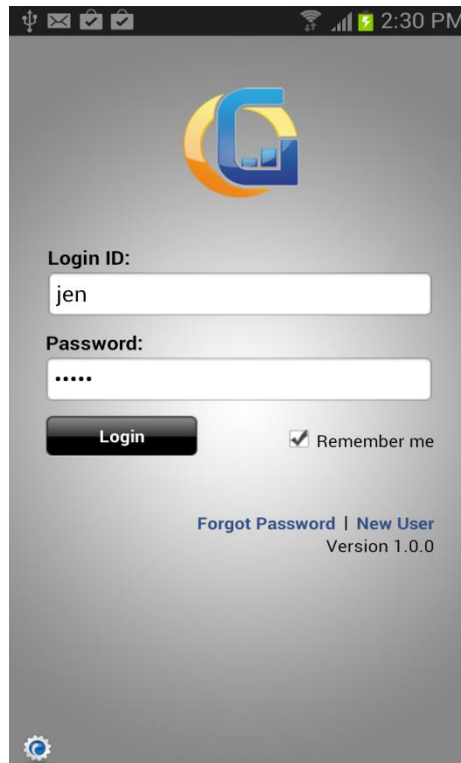 2:30 PM
Login ID:
jen
Password:
•••••
Login
Remember me
Forgot Password | New User
Version 1.0.0